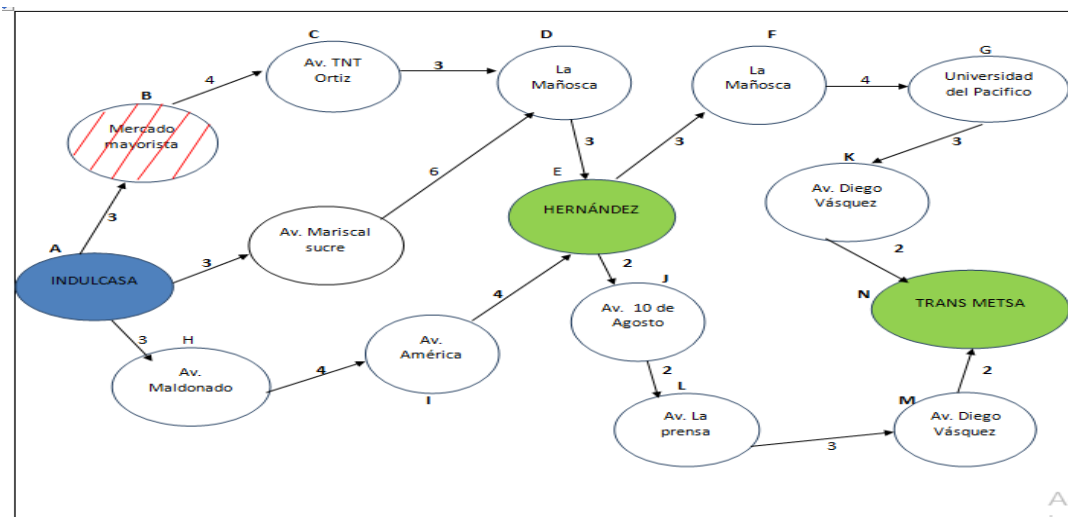 C
D
F
G
Av. TNT
Ortiz
La
Mañosca
La
Mañosca
Universidad
del Pacifico
4
3
4
B
Mercado
mayorista
3
3
3
K
6
E
Av. Diego
Vásquez
HERNÁNDEZ
3
Av. Mariscal
sucre
A
INDULCASA
3
2
2
J
N
TRANS METSA
4
Av. 10 de
Agosto
3
H
Av.
América
Av.
Maldonado
4
I
2
L
2
M
Av. La
prensa
Av. Diego
Vásquez
3
A